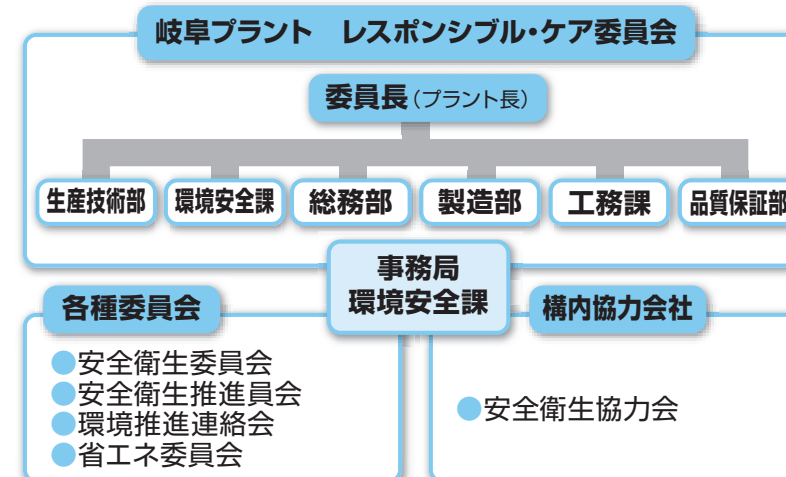 岐阜プラント　レスポンシブル・ケア委員会
委員長（プラント長）
生産技術部
環境安全課
総務部
製造部
工務課
品質保証部
事務局
環境安全課
各種委員会
●安全衛生委員会
●安全衛生推進員会
●環境推進連絡会
●省エネ委員会
構内協力会社
●安全衛生協力会